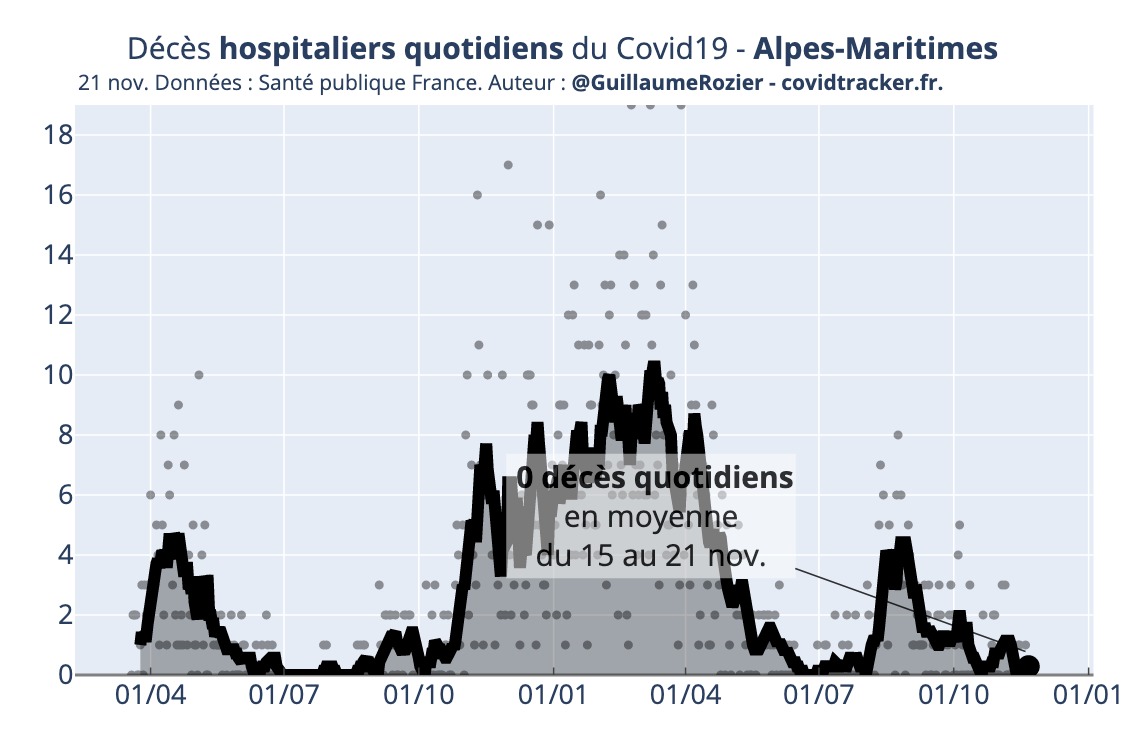 Décès hospitaliers quotidiens du Covid19 - Alpes-Maritimes
21 nov. Données : Santé publique France. Auteur : @GuillaumeRozier - covidtracker.fr.
18
16
14
12
10
8
6
4
2
0
0 décès quotidiens
en moyenne
du 15 au 21 nov.
01/04 01/07 01/10 01/01 01/04 01/07 01/10 01/01